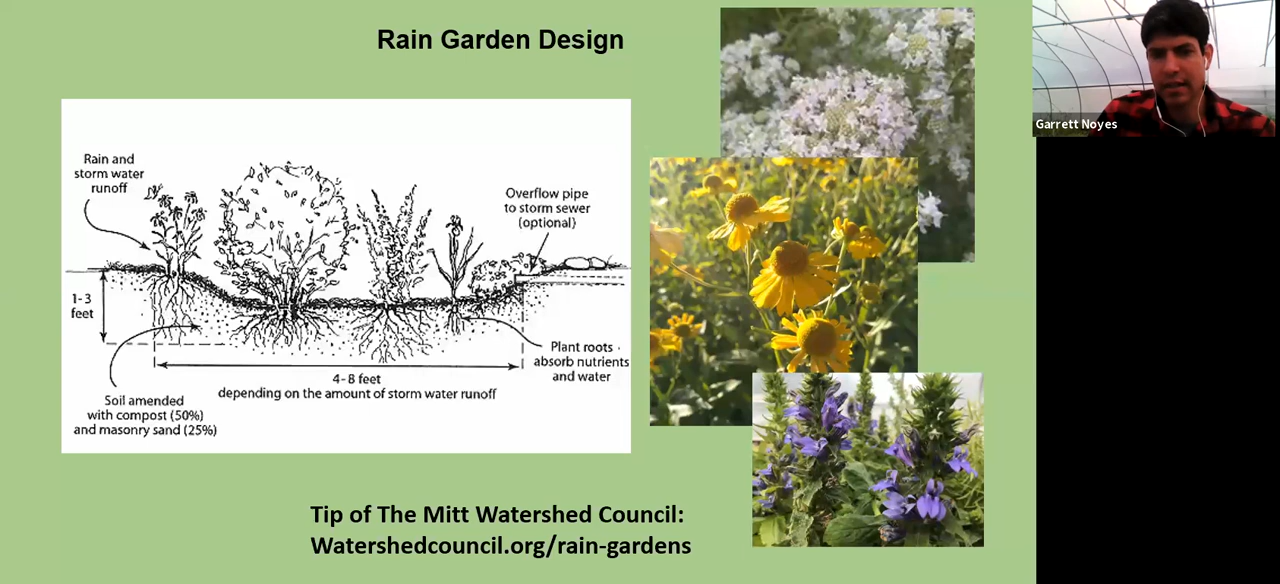 Rain Garden Design
Garrett Noyes
Rain and
storm water
runoff
Overflow pipe
to storm sewer
(optional)
1-3
feet
Plant roots
absorb nutrients
and water
4-8 feet
depending on the amount of storm water runoff
Soil amended
with compost (50%)
and masonry sand (25%)
Tip of The Mitt Watershed Council:
Watershedcouncil.org/rain-gardens